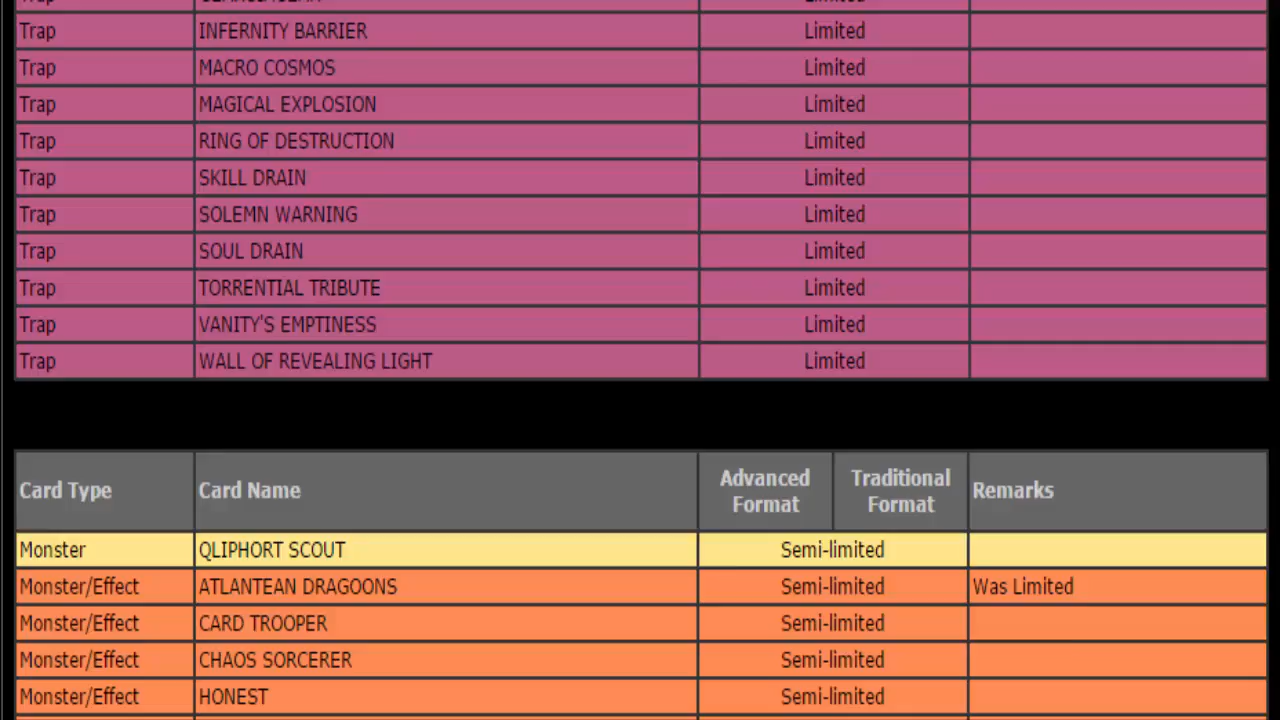 Trap INFERNITY BARRIER Limited
Trap MACRO COSMOS Limited
Trap MAGICAL EXPLOSION Limited
Trap RING OF DESTRUCTION Limited
Trap SKILL DRAIN Limited
Trap SOLEMN WARNING Limited
Trap SOUL DRAIN Limited
Trap TORRENTIAL TRIBUTE Limited
Trap VANITY'S EMPTINESS Limited
Trap WALL OF REVEALING LIGHT Limited
Card Type Card Name Advanced Format Traditional Format Remarks
Monster QLIPHORT SCOUT Semi-limited
Monster/Effect ATLANTEAN DRAGOONS Semi-limited Was Limited
Monster/Effect CARD TROOPER Semi-limited
Monster/Effect CHAOS SORCERER Semi-limited
Monster/Effect HONEST Semi-limited